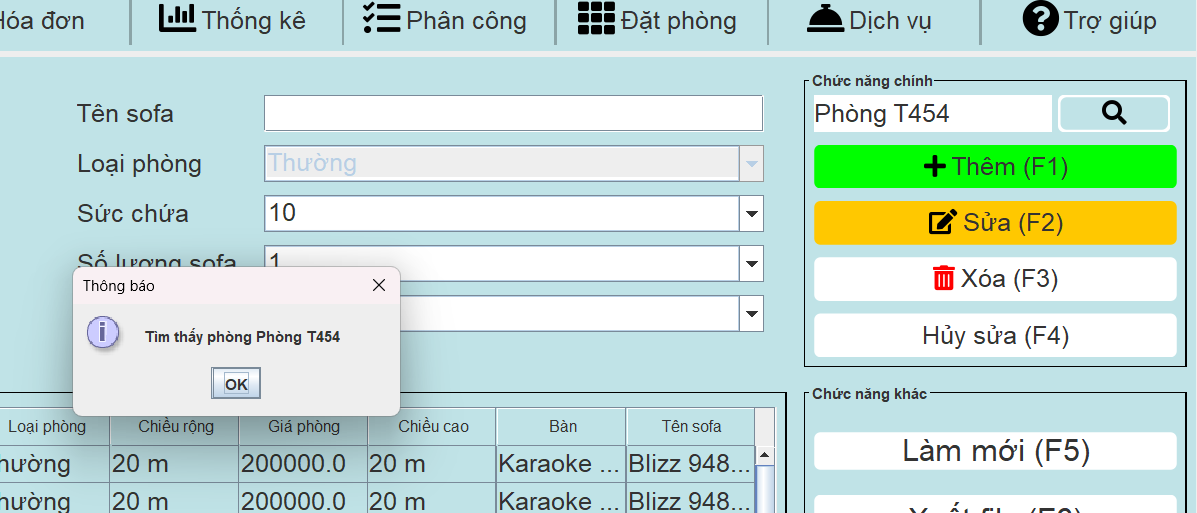 Hóa đơn Thống kê Phân công Đặt phòng Dịch vụ Trợ giúp
Chức năng chính
Tên sofa
Phòng T454
Loại phòng Thường
Thêm (F1)
Sức chứa 10
Sửa (F2)
Số lượng sofa 1
Xóa (F3)
Hủy sửa (F4)
Thông báo
Tìm thấy phòng Phòng T454
OK
Chức năng khác
Làm mới (F5)
Loại phòng Chiều rộng Giá phòng Chiều cao Bàn Tên sofa
hường 20 m 200000.0 20 m Karaoke ... Blizz 948...
hường 20 m 200000.0 20 m Karaoke ... Blizz 948...